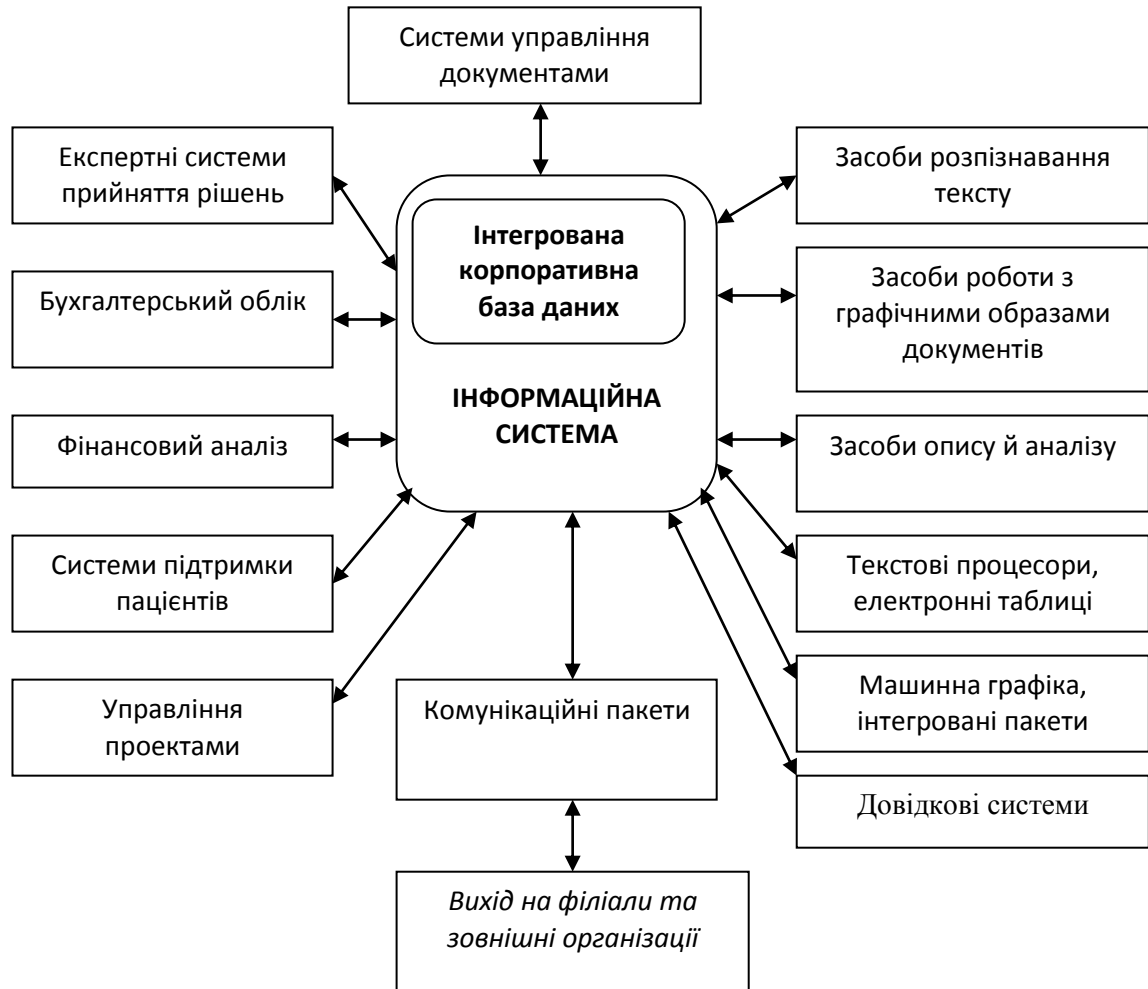 Системи управління
документами
Експертні системи
прийняття рішень
Бухгалтерський облік
Фінансовий аналіз
Системи підтримки
пацієнтів
Управління
проектами
Інтегрована
корпоративна
база даних
ІНФОРМАЦІЙНА
СИСТЕМА
Комунікаційні пакети
Вихід на філіали та
зовнішні організації
Засоби розпізнавання
тексту
Засоби роботи з
графічними образами
документів
Засоби опису й аналізу
Текстові процесори,
електронні таблиці
Машинна графіка,
інтегровані пакети
Довідкові системи